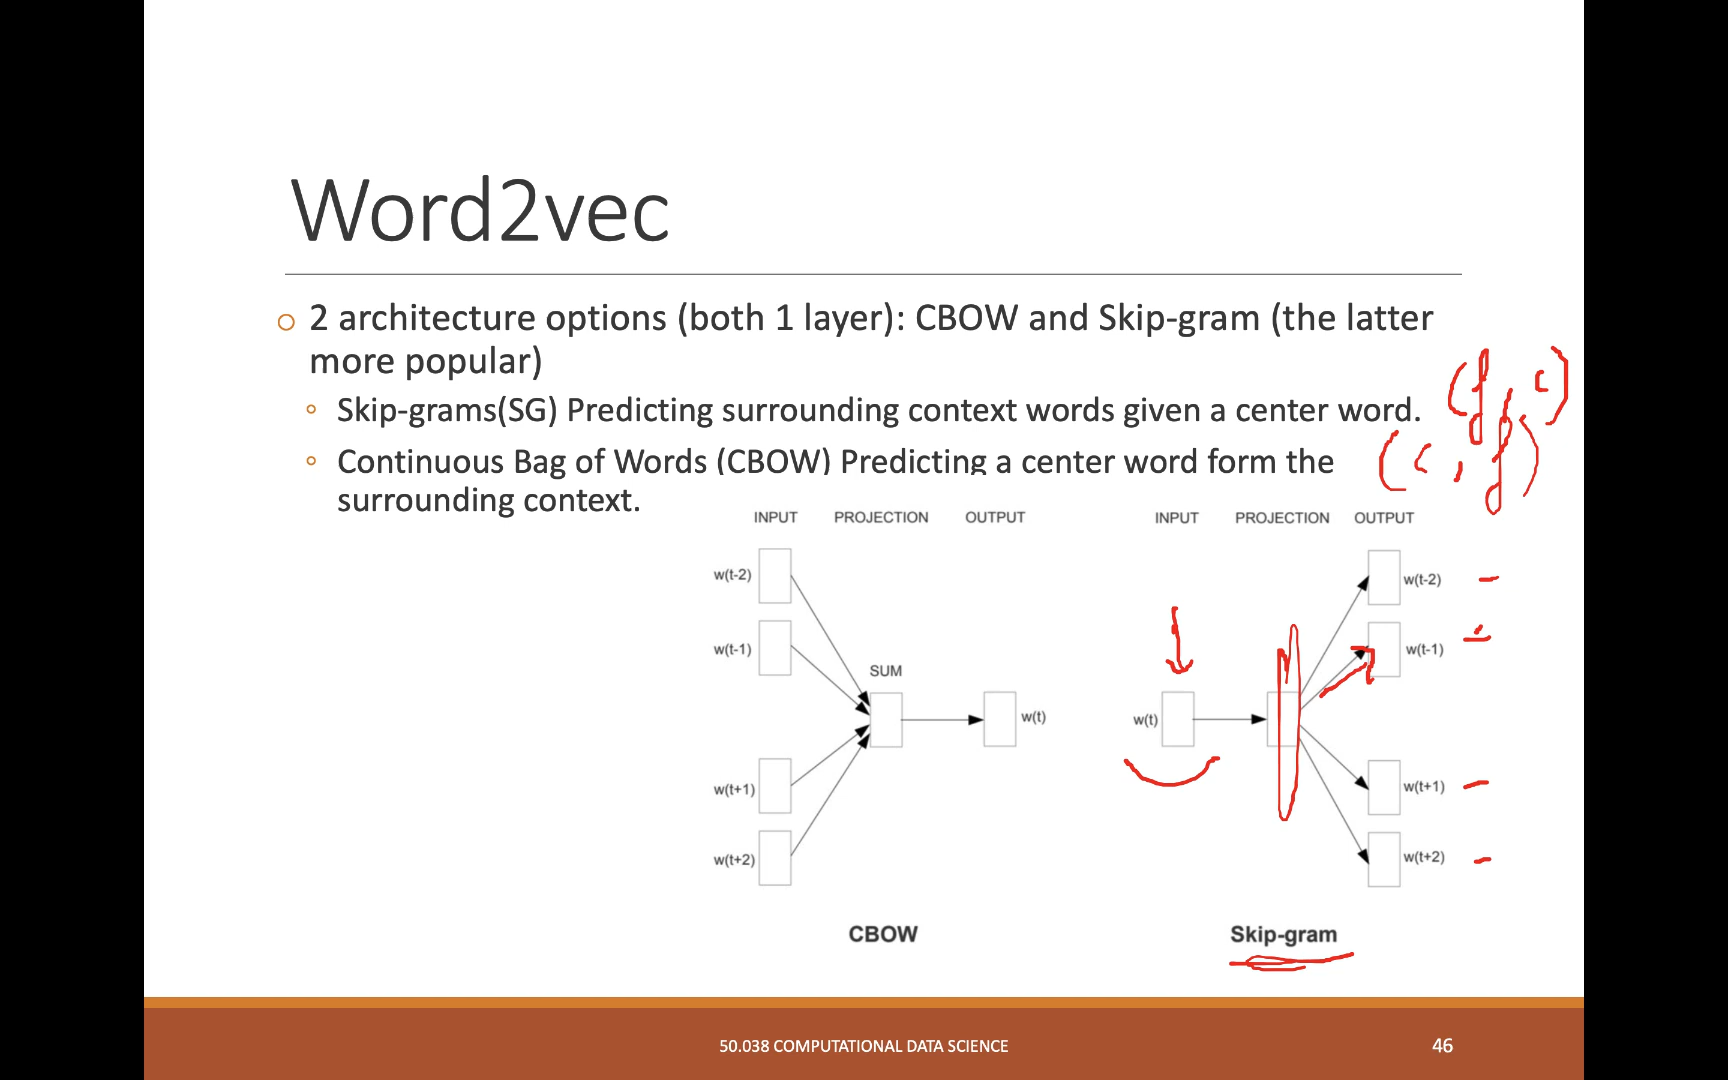 Word2vec
2 architecture options (both 1 layer): CBOW and Skip-gram (the latter
more popular)
Skip-grams(SG) Predicting surrounding context words given a center word.
Continuous Bag of Words (CBOW) Predicting a center word form the
surrounding context.
INPUT PROJECTION OUTPUT
w(t-2)
w(t-1)
SUM
w(t)
w(t+1)
w(t+2)
CBOW
INPUT PROJECTION OUTPUT
w(t-2)
w(t-1)
w(t)
w(t+1)
w(t+2)
Skip-gram
50.038 COMPUTATIONAL DATA SCIENCE
46